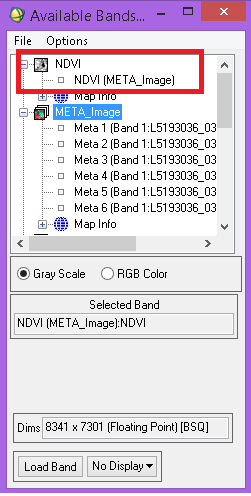 Available Bands...
File Options
NDVI
NDVI (META_Image)
Map Info
META_Image
Meta 1 (Band 1:L5193036_03
Meta 2 (Band 1:L5193036_03
Meta 3 (Band 1:L5193036_03
Meta 4 (Band 1:L5193036_03
Meta 5 (Band 1:L5193036_03
Meta 6 (Band 1:L5193036_03
Map Info
Gray Scale RGB Color
Selected Band
NDVI (META_Image):NDVI
Dims 8341 x 7301 (Floating Point) [BSQ]
Load Band No Display